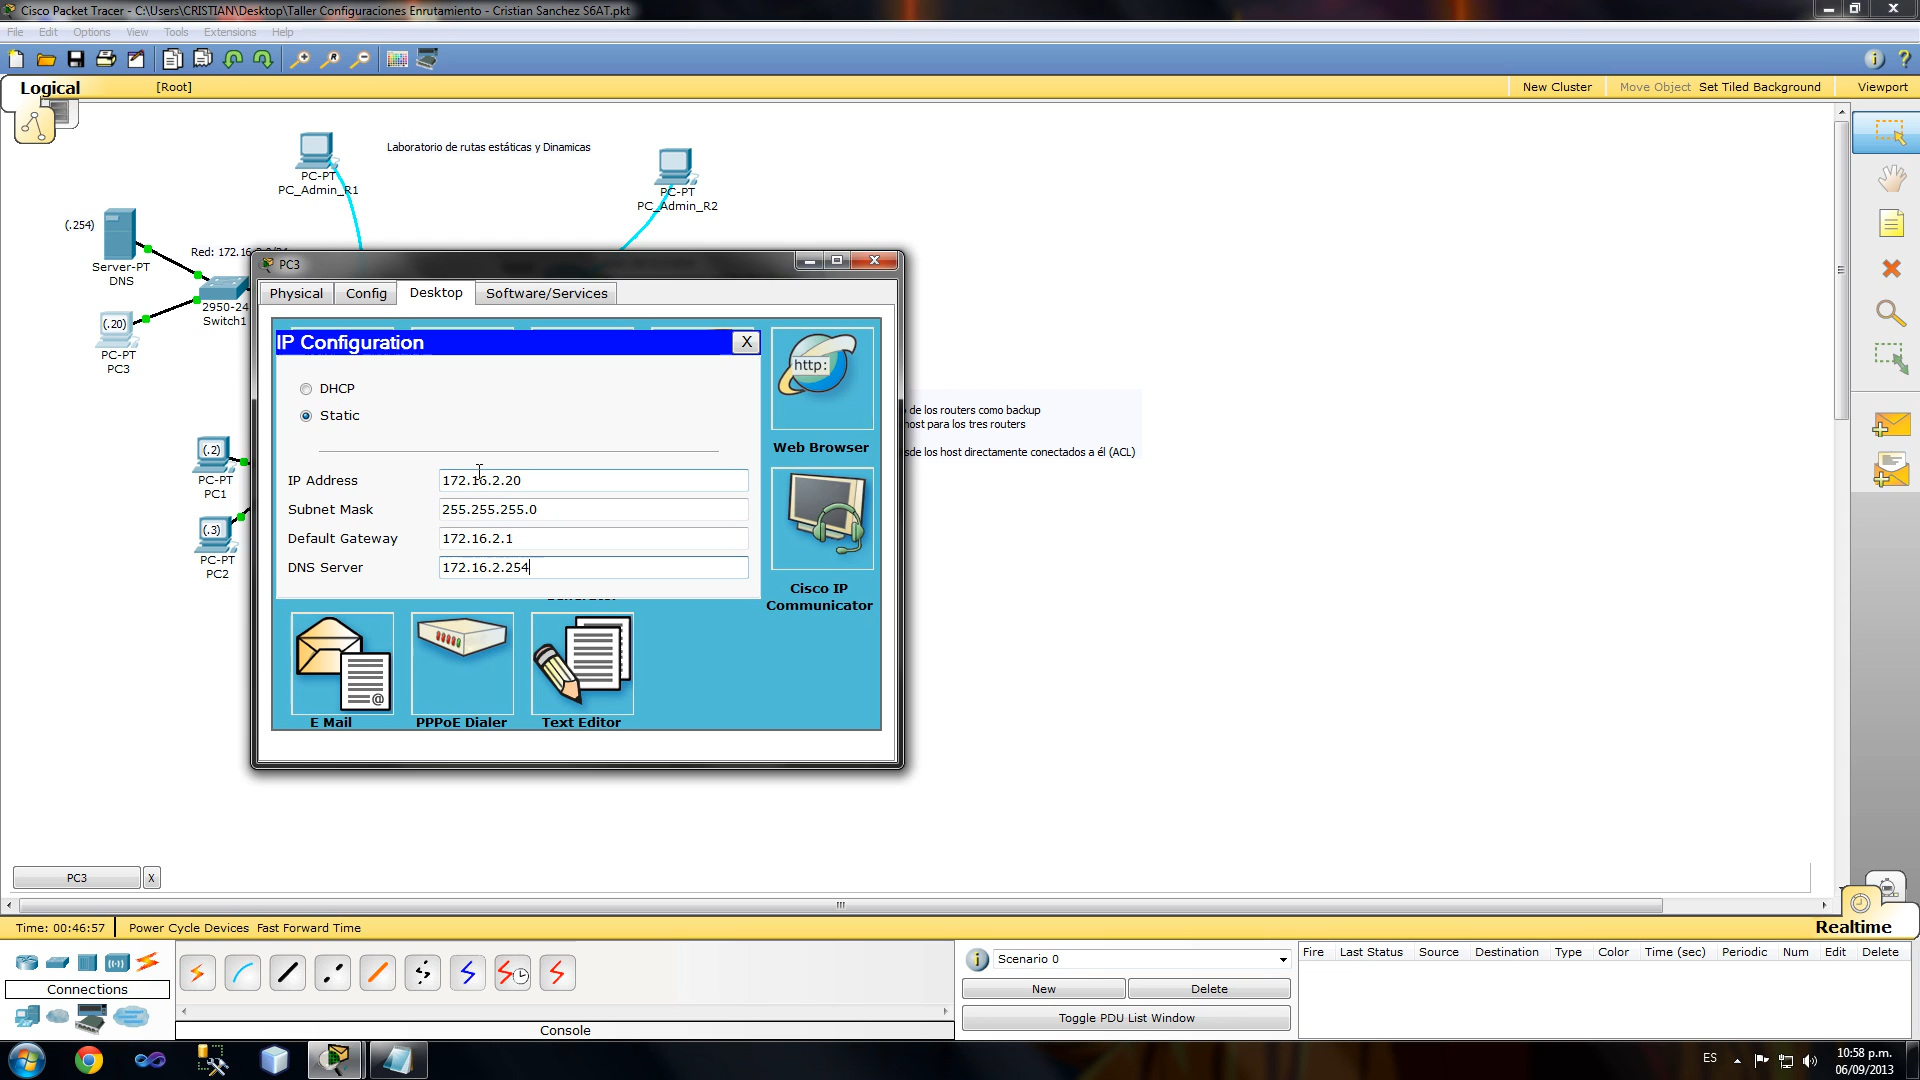 Cisco Packet Tracer - C:\Users\CRISTIAN\Desktop\Taller Configuraciones Enrutamiento - Cristian Sanchez S6AT.pkt
File Edit Options View Tools Extensions Help
Logical
[Root]
New Cluster
Move Object
Set Tiled Background
Viewport
Laboratorio de rutas estáticas y Dinamicas
PC-PT
PC_Admin_R1
PC-PT
PC_Admin_R2
(.254)
Server-PT
DNS
Red: 172.16
2950-24
Switch1
(.20)
PC-PT
PC3
(.2)
PC-PT
PC1
(.3)
PC-PT
PC2
PC3
Physical Config Desktop Software/Services
IP Configuration
X
DHCP
Static
IP Address 172.16.2.20
Subnet Mask 255.255.255.0
Default Gateway 172.16.2.1
DNS Server 172.16.2.254
http:
Web Browser
Cisco IP
Communicator
E Mail
PPPoE Dialer
Text Editor
de los routers como backup
host para los tres routers
sde los host directamente conectados a él (ACL)
PC3 X
Time: 00:46:57 Power Cycle Devices Fast Forward Time
Realtime
Connections
Console
Scenario 0
New
Delete
Toggle PDU List Window
Fire Last Status Source Destination Type Color Time (sec) Periodic Num Edit Delete
ES
10:58 p.m.
06/09/2013